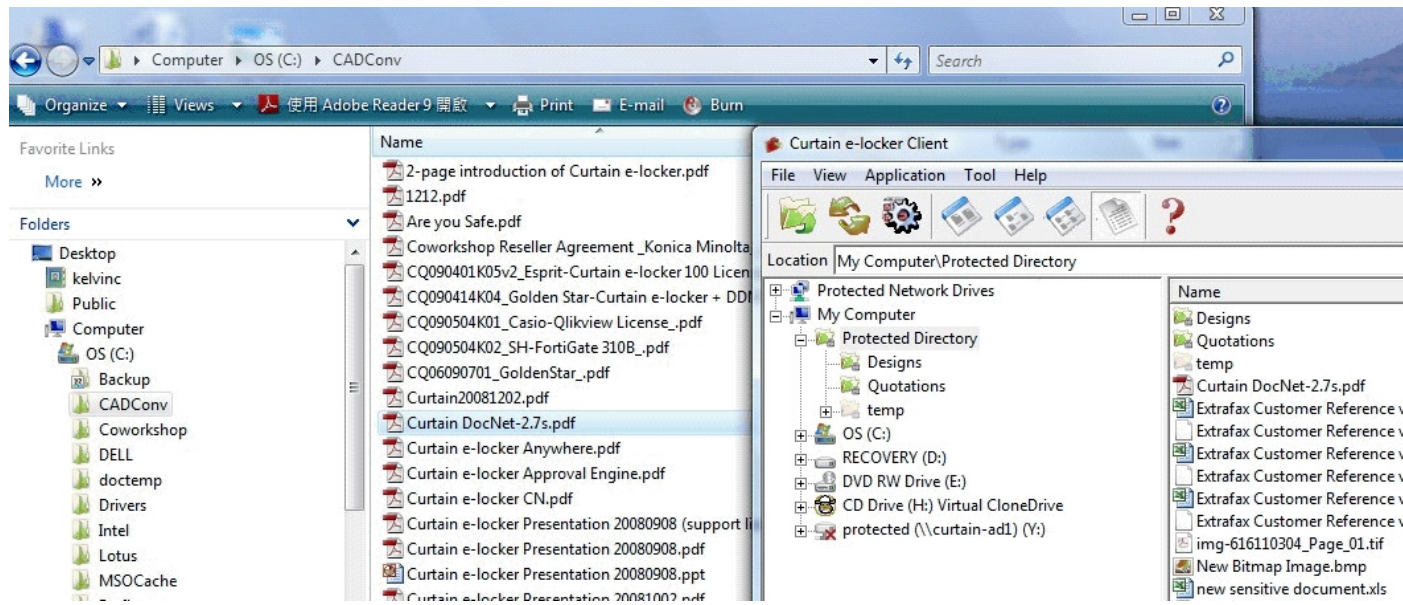 Computer ▸ OS (C:) ▸ CADConv
Search
Organize Views 使用 Adobe Reader 9 開啟 Print E-mail Burn
Favorite Links
More »
Folders
Desktop
kelvinc
Public
Computer
OS (C:)
Backup
CADConv
Coworkshop
DELL
doctemp
Drivers
Intel
Lotus
MSOCache
Name
2-page introduction of Curtain e-locker.pdf
1212.pdf
Are you Safe.pdf
Coworkshop Reseller Agreement _Konica Minolta
CQ090401K05v2_Esprit-Curtain e-locker 100 Licen
CQ090414K04_Golden Star-Curtain e-locker +
CQ090504K01_Casio-Qlikview License_.pdf
CQ090504K02_SH-FortiGate 310B_.pdf
CQ06090701_GoldenStar_.pdf
Curtain20081202.pdf
Curtain DocNet-2.7s.pdf
Curtain e-locker Anywhere.pdf
Curtain e-locker Approval Engine.pdf
Curtain e-locker CN.pdf
Curtain e-locker Presentation 20080908 (support li
Curtain e-locker Presentation 20080908.pdf
Curtain e-locker Presentation 20080908.ppt
Curtain e-locker Presentation 20081002.pdf
Curtain e-locker Client
File View Application Tool Help
Location My Computer\Protected Directory
Protected Network Drives
My Computer
Protected Directory
Designs
Quotations
temp
OS (C:)
RECOVERY (D:)
DVD RW Drive (E:)
CD Drive (H:) Virtual CloneDrive
protected (\\curtain-ad1) (Y:)
Name
Designs
Quotations
temp
Curtain DocNet-2.7s.pdf
Extrafax Customer Reference v
Extrafax Customer Reference v
Extrafax Customer Reference v
Extrafax Customer Reference v
Extrafax Customer Reference v
Extrafax Customer Reference v
img-616110304_Page_01.tif
New Bitmap Image.bmp
new sensitive document.xls